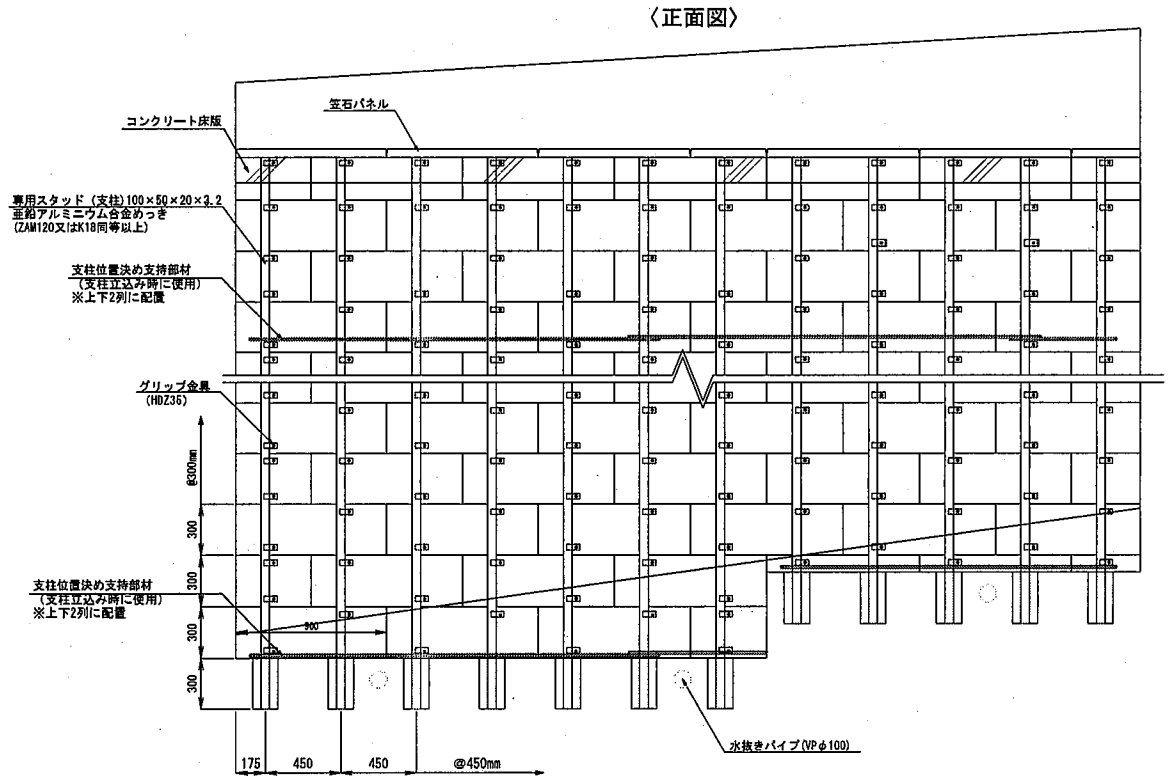 〈正面図〉
笠石パネル
コンクリート床版
専用スタッド(支柱)100×50×20×3.2
亜鉛アルミニウム合金めっき
(ZAM120又はK18同等以上)
支柱位置決め支持部材
(支柱立込み時に使用)
※上下2列に配置
グリップ金具
(HDZ35)
@300mm
300
300
支柱位置決め支持部材
(支柱立込み時に使用)
※上下2列に配置
300
900
300
水抜きパイプ(VPφ100)
175
450
450
@450mm